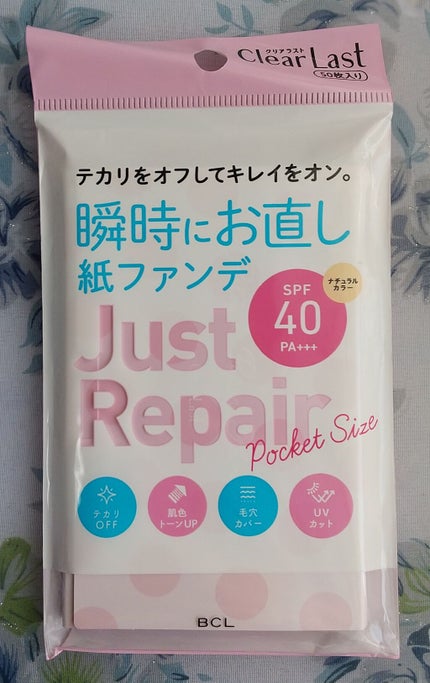 クリアラスト
Clear Last
50枚入り
テカリをオフしてキレイをオン。
瞬時にお直し
紙ファンデ
ナチュラル
カラー
SPF
40
PA+++
Just
Repair
Pocket Size
テカリ
OFF
肌色
トーンUP
毛穴
カバー
UV
カット
BCL